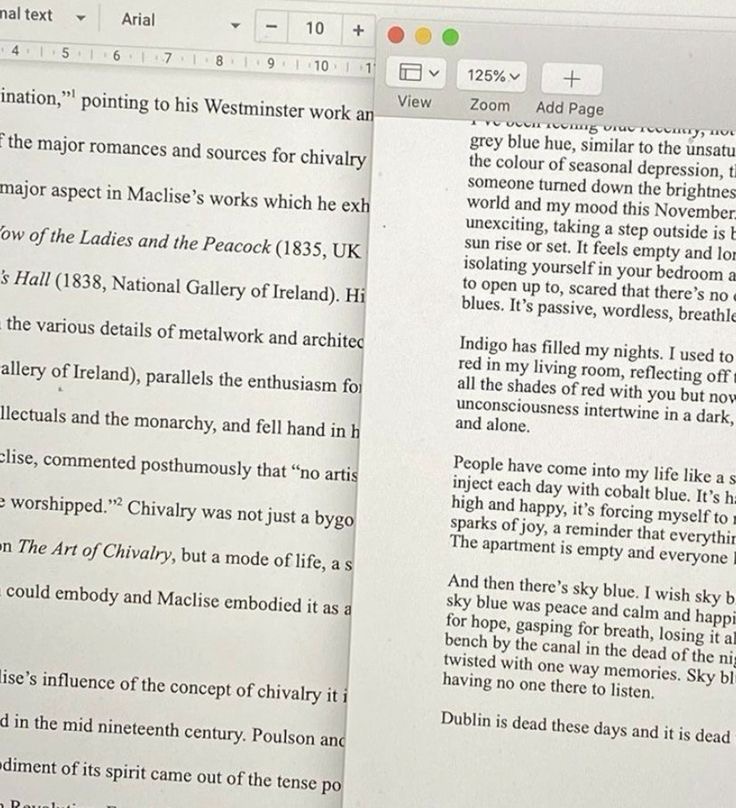 nal text
Arial
10
4 5 6 7 8 9 10
ination,”¹ pointing to his Westminster work an
the major romances and sources for chivalry
major aspect in Maclise’s works which he exh
ow of the Ladies and the Peacock (1835, UK
’s Hall (1838, National Gallery of Ireland). Hi
the various details of metalwork and architec
allery of Ireland), parallels the enthusiasm fo
llectuals and the monarchy, and fell hand in h
clise, commented posthumously that “no artis
e worshipped.”² Chivalry was not just a bygo
on The Art of Chivalry, but a mode of life, a s
could embody and Maclise embodied it as a
lise’s influence of the concept of chivalry it i
d in the mid nineteenth century. Poulson and
odiment of its spirit came out of the tense po
125%
View Zoom Add Page
I’ve been feeling blue recently, not
grey blue hue, similar to the unsatu
the colour of seasonal depression, t
someone turned down the brightnes
world and my mood this November.
unexciting, taking a step outside is b
sun rise or set. It feels empty and lon
isolating yourself in your bedroom a
to open up to, scared that there’s no
blues. It’s passive, wordless, breathle
Indigo has filled my nights. I used to
red in my living room, reflecting off
all the shades of red with you but now
unconsciousness intertwine in a dark,
and alone.
People have come into my life like a s
inject each day with cobalt blue. It’s ha
high and happy, it’s forcing myself to
sparks of joy, a reminder that everythin
The apartment is empty and everyone
And then there’s sky blue. I wish sky b
sky blue was peace and calm and happi
for hope, gasping for breath, losing it al
bench by the canal in the dead of the nig
twisted with one way memories. Sky bl
having no one there to listen.
Dublin is dead these days and it is dead